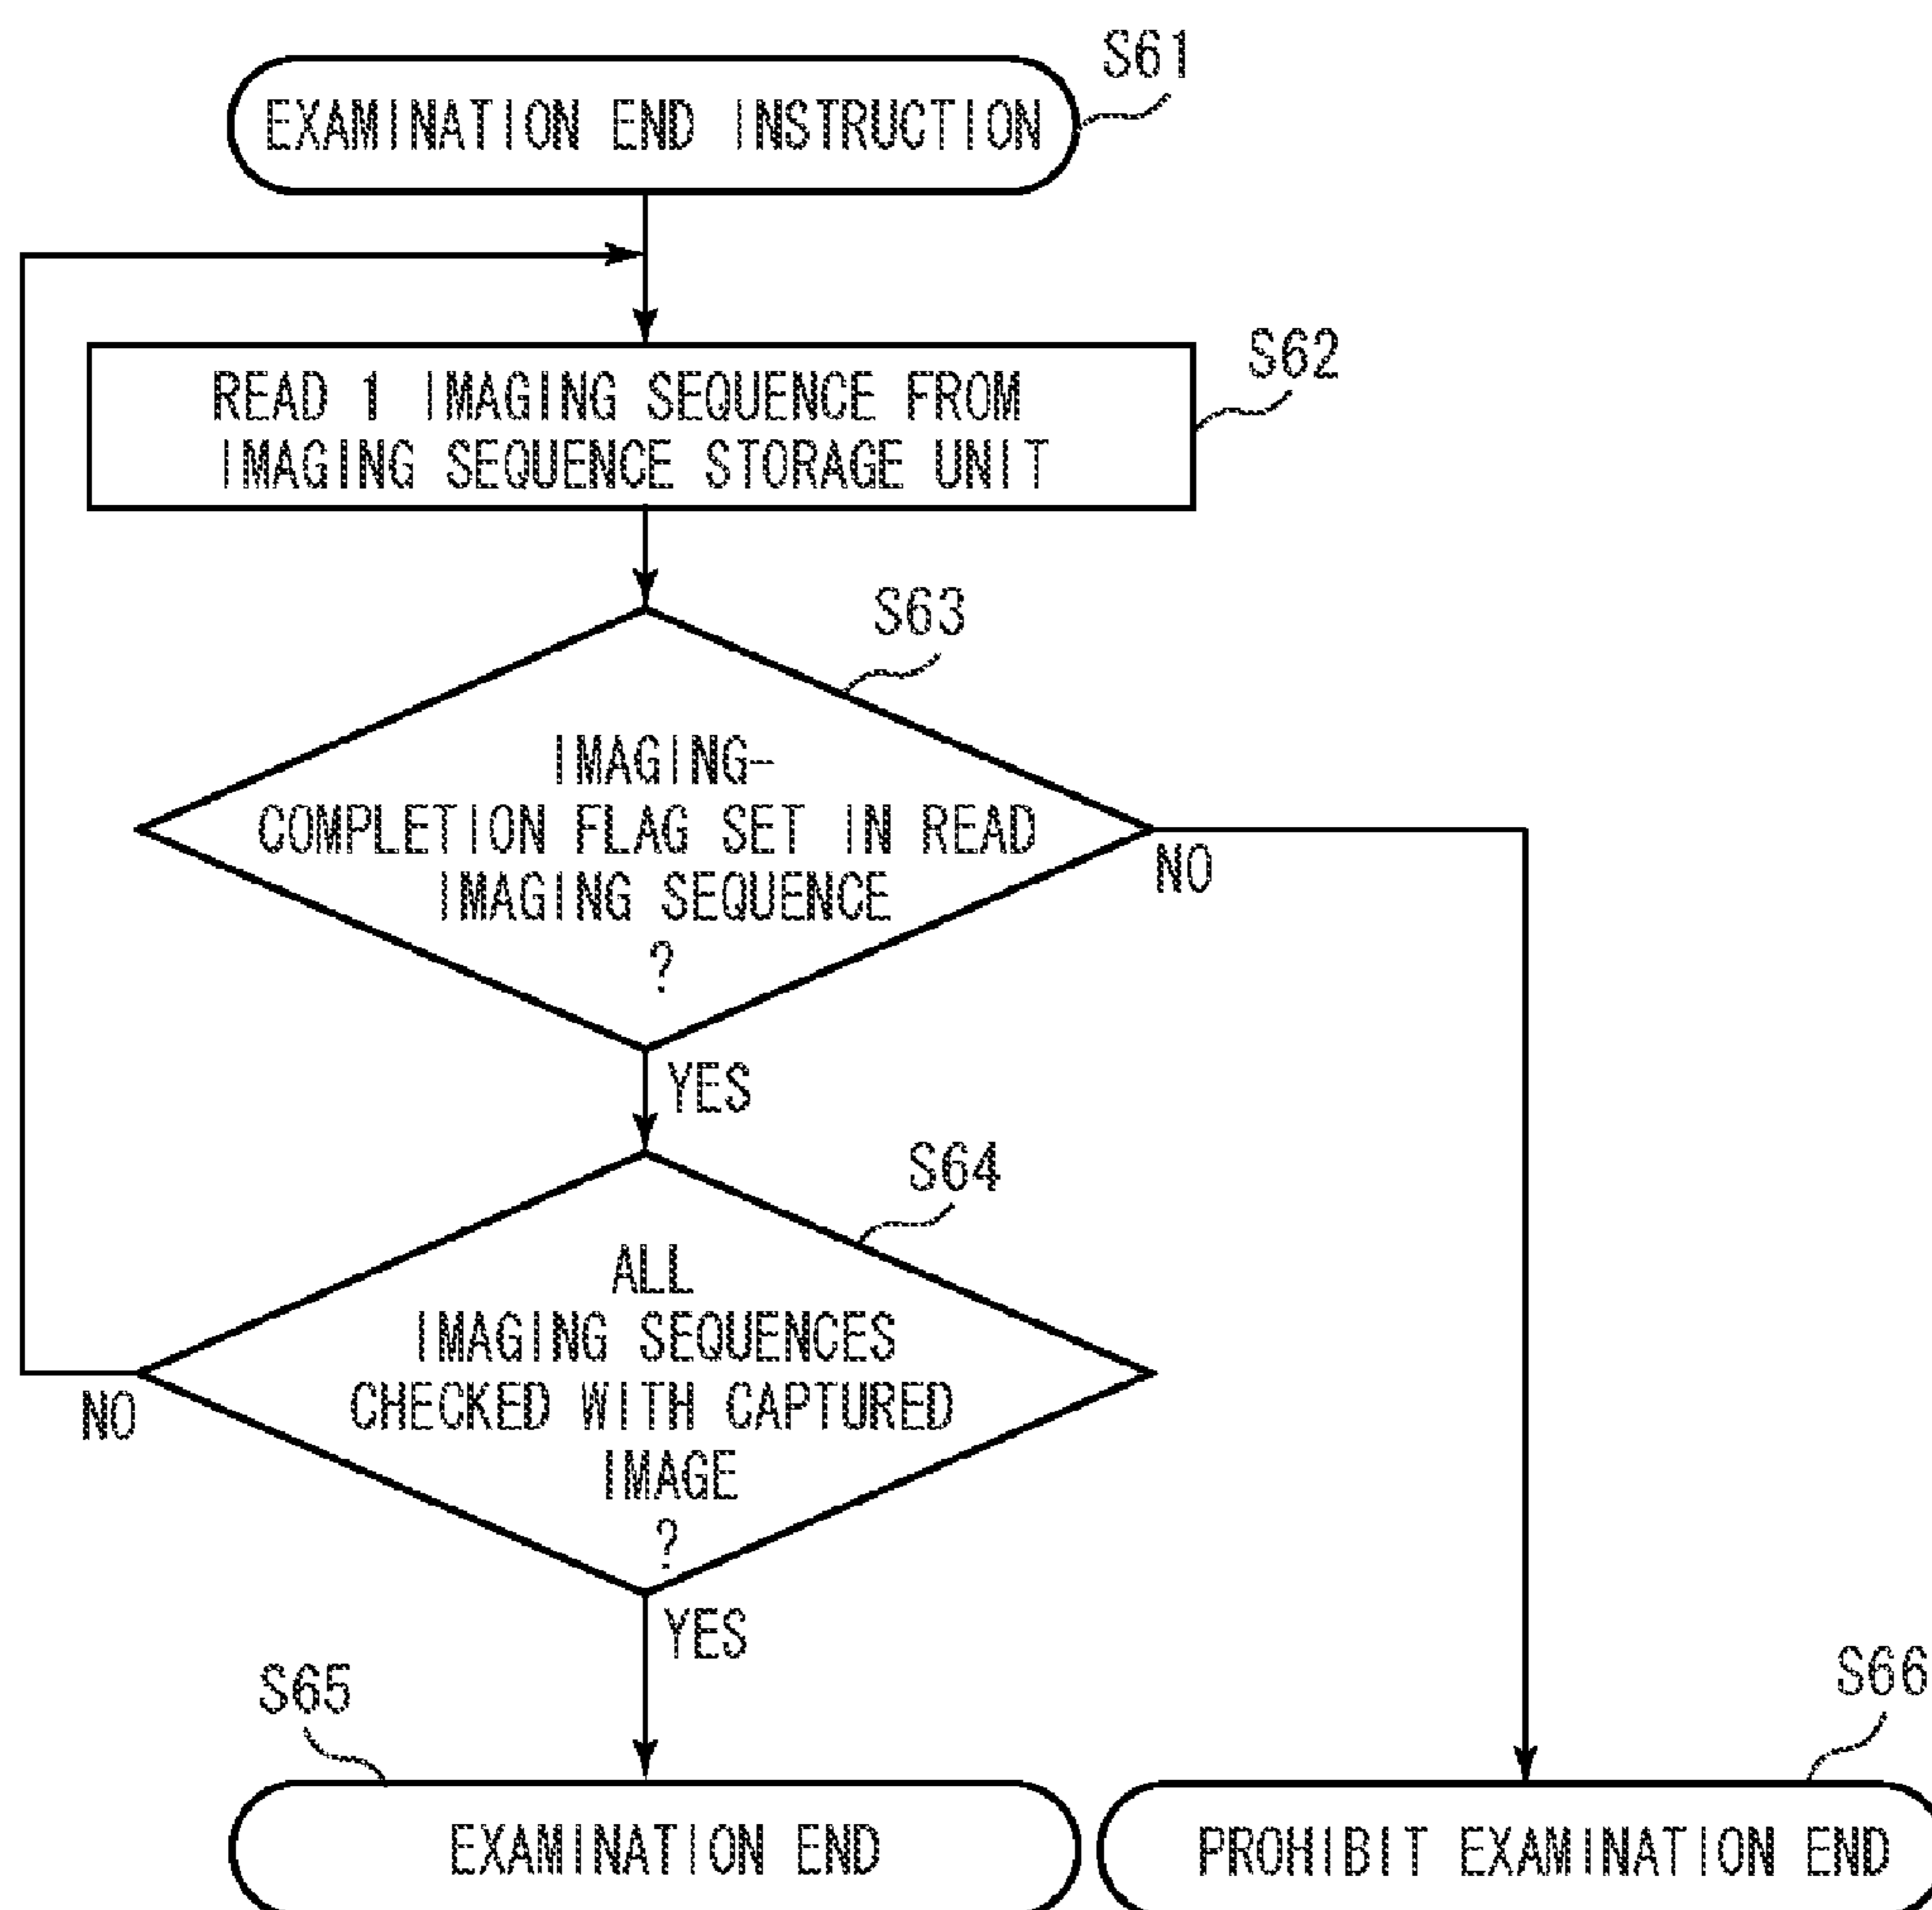 S61
EXAMINATION END INSTRUCTION
S62
READ 1 IMAGING SEQUENCE FROM
IMAGING SEQUENCE STORAGE UNIT
S63
IMAGING-
COMPLETION FLAG SET IN READ
IMAGING SEQUENCE
?
NO
YES
S64
ALL
IMAGING SEQUENCES
CHECKED WITH CAPTURED
IMAGE
?
NO
YES
S65
S66
EXAMINATION END
PROHIBIT EXAMINATION END